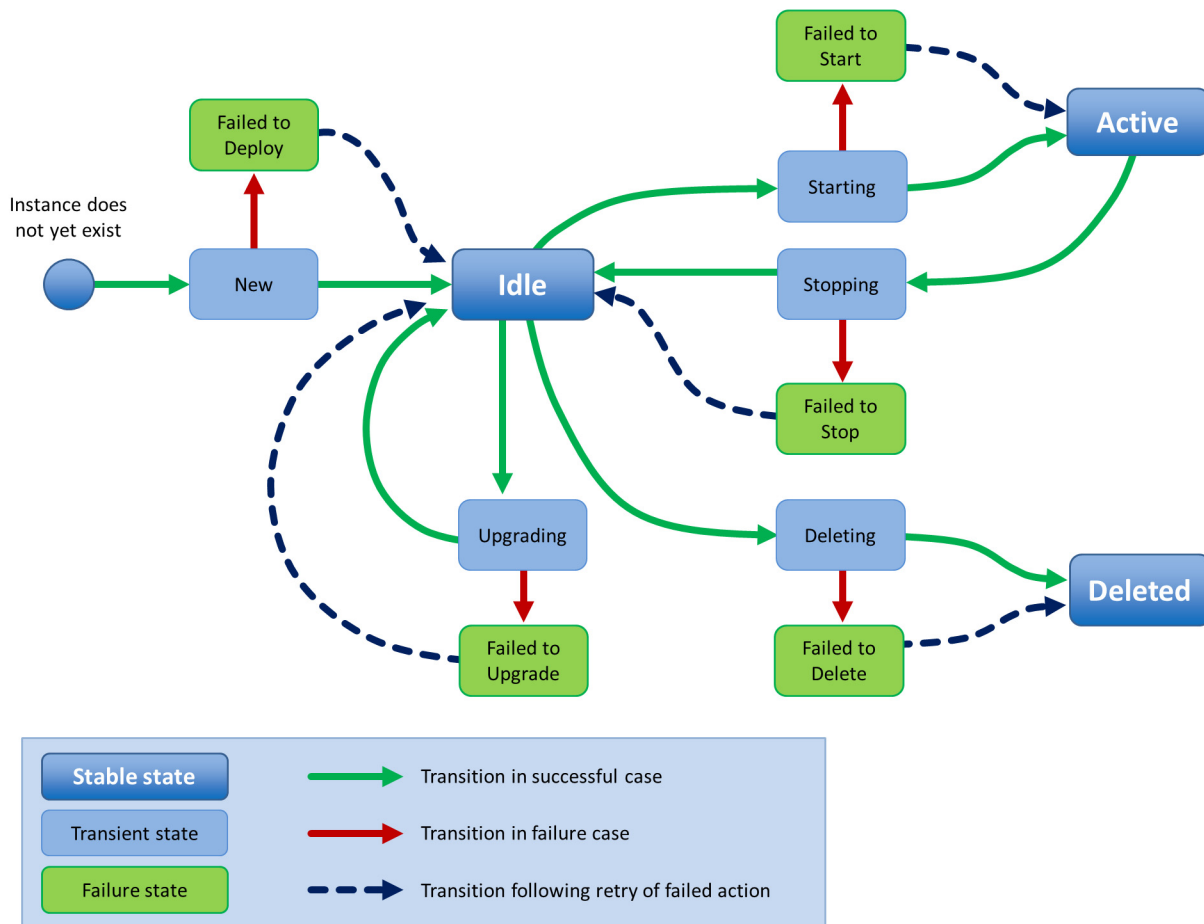 Failed to
Start
Active
Failed to
Deploy
Starting
Instance does
not yet exist
New
Idle
Stopping
Failed to
Stop
Upgrading
Deleting
Deleted
Failed to
Upgrade
Failed to
Delete
Stable state
Transition in successful case
Transient state
Transition in failure case
Failure state
Transition following retry of failed action